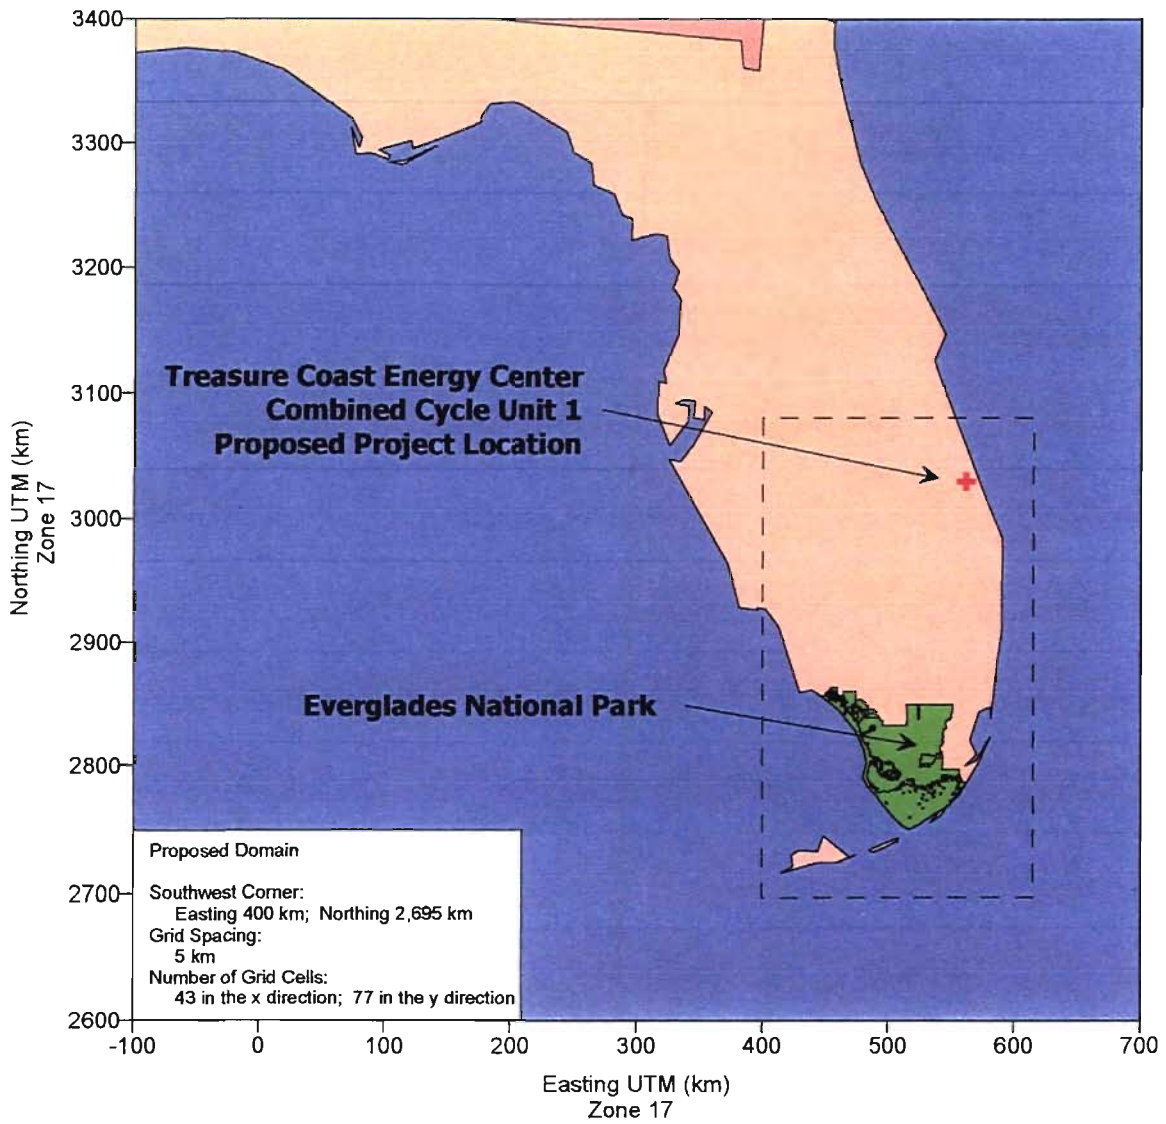 3400
3300
3200
3100
3000
2900
2800
2700
2600
Northing UTM (km)
Zone 17
Treasure Coast Energy Center
Combined Cycle Unit 1
Proposed Project Location
Everglades National Park
Proposed Domain
Southwest Corner:
Easting 400 km; Northing 2,695 km
Grid Spacing:
5 km
Number of Grid Cells:
43 in the x direction; 77 in the y direction
-100 0 100 200 300 400 500 600 700
Easting UTM (km)
Zone 17